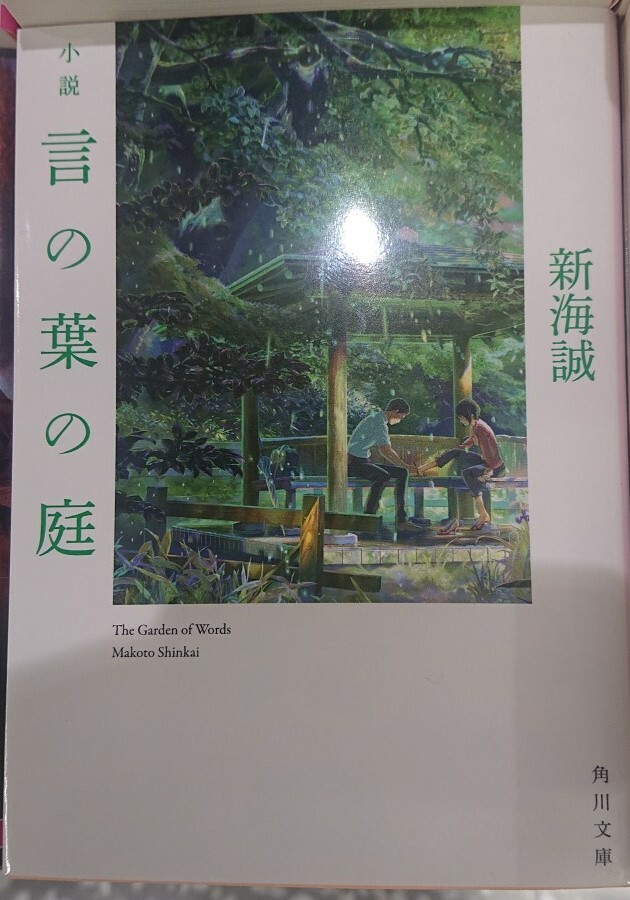 小説 言の葉の庭
新海誠
The Garden of Words
Makoto Shinkai
角川文庫